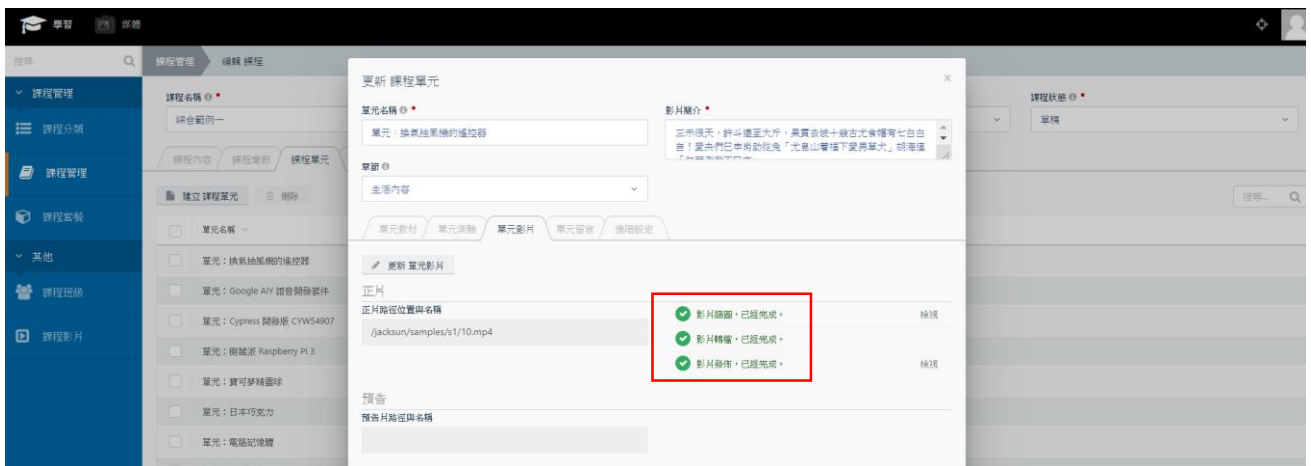 學習
媒體
搜尋
課程管理
編輯 課程
課程管理
課程分類
課程管理
課程套餐
其他
課程班級
課程影片
課程名稱
綜合範例一
課程狀態
草稿
課程內容
課程章節
課程單元
建立 課程單元
刪除
搜尋...
單元名稱
單元：換氣抽風機的遙控器
單元：Google AIY 語音開發套件
單元：Cypress 開發版 CYW54907
單元：樹莓派 Raspberry PI 3
單元：寶可夢精靈球
單元：日本巧克力
單元：電腦記憶體
更新 課程單元
×
單元名稱
單元：換氣抽風機的遙控器
影片簡介
章節
生活內容
單元教材
單元測驗
單元影片
單元留言
進階設定
更新 單元影片
正片
正片路徑位置與名稱
/jacksun/samples/s1/10.mp4
影片縮圖，已經完成。
檢視
影片轉檔，已經完成。
影片發佈，已經完成。
檢視
預告
預告片路徑與名稱